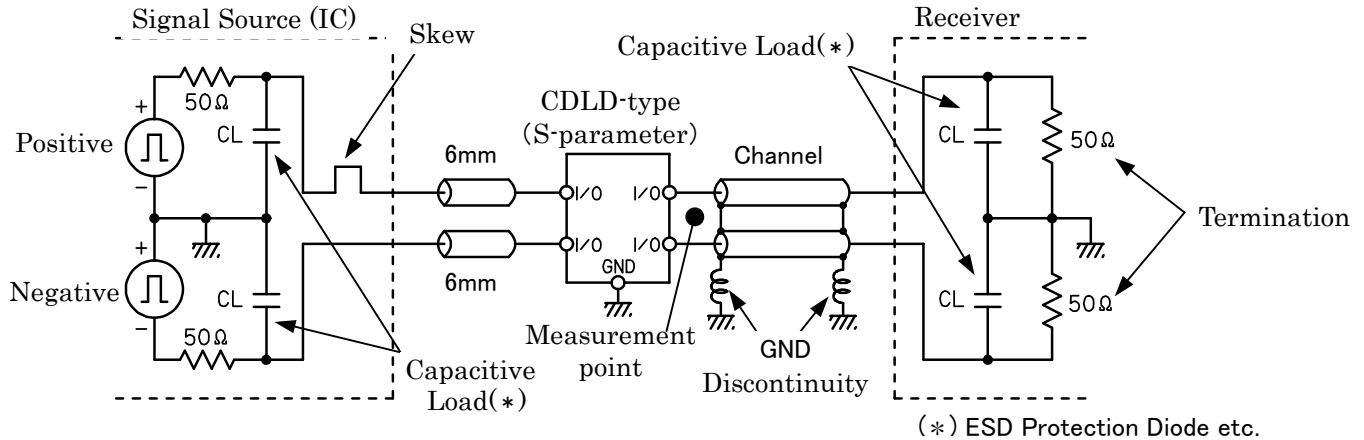 Signal Source (IC)
Skew
Receiver
Capacitive Load(*)
50Ω
+
CL
Positive
−
CDLD-type
(S-parameter)
6mm
I/O
I/O
Channel
CL
50Ω
Termination
+
Negative
−
CL
50Ω
6mm
I/O
I/O
GND
Measurement
point
GND
Discontinuity
CL
50Ω
Capacitive
Load(*)
(*) ESD Protection Diode etc.